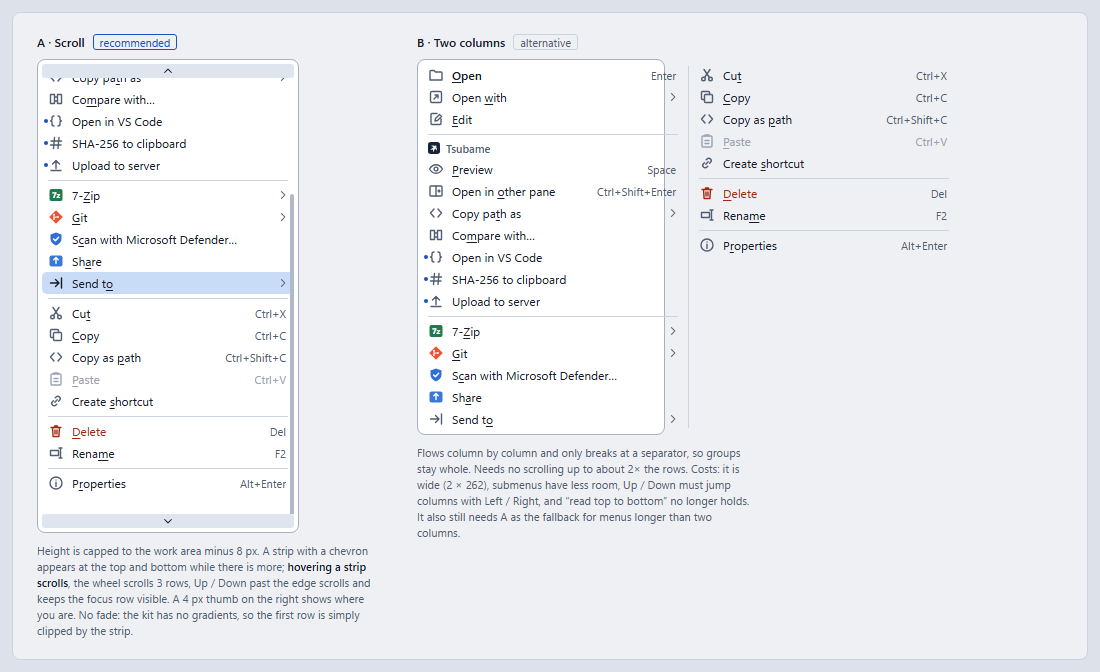 A · Scroll recommended
Copy path as
Compare with...
Open in VS Code
SHA-256 to clipboard
Upload to server
7z 7-Zip
Git
Scan with Microsoft Defender...
Share
Send to
Cut Ctrl+X
Copy Ctrl+C
Copy as path Ctrl+Shift+C
Paste Ctrl+V
Create shortcut
Delete Del
Rename F2
Properties Alt+Enter
Height is capped to the work area minus 8 px. A strip with a chevron
appears at the top and bottom while there is more; hovering a strip
scrolls, the wheel scrolls 3 rows, Up / Down past the edge scrolls and
keeps the focus row visible. A 4 px thumb on the right shows where
you are. No fade: the kit has no gradients, so the first row is simply
clipped by the strip.
B · Two columns alternative
Open Enter
Open with
Edit
Tsubame
Preview Space
Open in other pane Ctrl+Shift+Enter
Copy path as
Compare with...
Open in VS Code
SHA-256 to clipboard
Upload to server
7z 7-Zip
Git
Scan with Microsoft Defender...
Share
Send to
Cut Ctrl+X
Copy Ctrl+C
Copy as path Ctrl+Shift+C
Paste Ctrl+V
Create shortcut
Delete Del
Rename F2
Properties Alt+Enter
Flows column by column and only breaks at a separator, so groups
stay whole. Needs no scrolling up to about 2× the rows. Costs: it is
wide (2 × 262), submenus have less room, Up / Down must jump
columns with Left / Right, and “read top to bottom” no longer holds.
It also still needs A as the fallback for menus longer than two
columns.